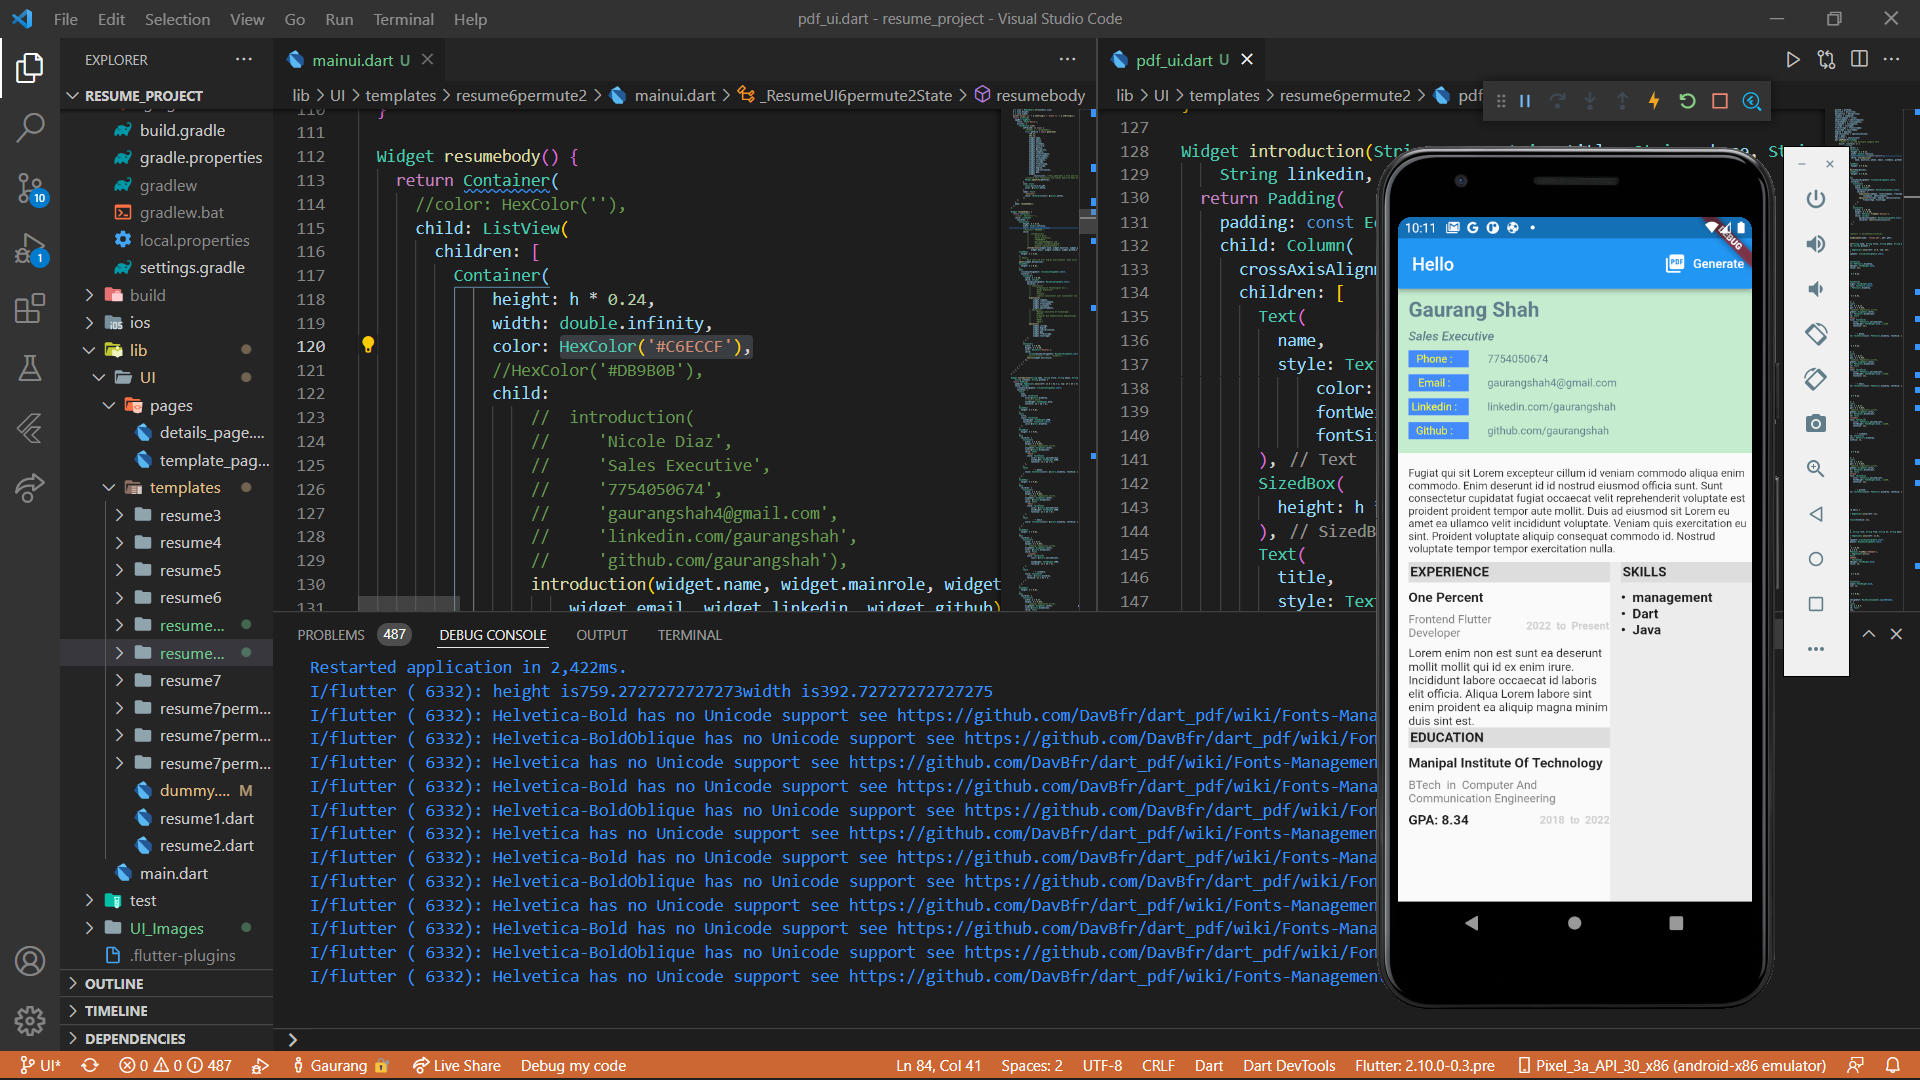 File Edit Selection View Go Run Terminal Help
pdf_ui.dart - resume_project - Visual Studio Code
EXPLORER
RESUME_PROJECT
build.gradle
gradle.properties
gradlew
gradlew.bat
local.properties
settings.gradle
build
ios
lib
UI
pages
details_page....
template_pag...
templates
resume3
resume4
resume5
resume6
resume...
resume...
resume7
resume7perm...
resume7perm...
resume7perm...
dummy.... M
resume1.dart
resume2.dart
main.dart
test
UI_Images
.flutter-plugins
OUTLINE
TIMELINE
DEPENDENCIES
10
1
mainui.dart U
lib > UI > templates > resume6permute2 > mainui.dart > _ResumeUI6permute2State > resumebody
110 }
111
112 Widget resumebody() {
113 return Container(
114 //color: HexColor(''),
115 child: ListView(
116 children: [
117 Container(
118 height: h * 0.24,
119 width: double.infinity,
120 color: HexColor('#C6ECCF'),
121 //HexColor('#DB9B0B'),
122 child:
123 // introduction(
124 // 'Nicole Diaz',
125 // 'Sales Executive',
126 // '7754050674',
127 // 'gaurangshah4@gmail.com',
128 // 'linkedin.com/gaurangshah',
129 // 'github.com/gaurangshah'),
130 introduction(widget.name, widget.mainrole, widget
131 widget.email, widget.linkedin, widget.github)
pdf_ui.dart U
lib > UI > templates > resume6permute2 > pdf
127
128 Widget introduction(Str
129 String linkedin,
130 return Padding(
131 padding: const E
132 child: Column(
133 crossAxisAlignm
134 children: [
135 Text(
136 name,
137 style: Tex
138 color:
139 fontWei
140 fontSi
141 ), // Text
142 SizedBox(
143 height: h
144 ), // SizedB
145 Text(
146 title,
147 style: Tex
PROBLEMS 487 DEBUG CONSOLE OUTPUT TERMINAL
Restarted application in 2,422ms.
I/flutter ( 6332): height is759.2727272727273width is392.72727272727275
I/flutter ( 6332): Helvetica-Bold has no Unicode support see https://github.com/DavBfr/dart_pdf/wiki/Fonts-Mana
I/flutter ( 6332): Helvetica-BoldOblique has no Unicode support see https://github.com/DavBfr/dart_pdf/wiki/Fon
I/flutter ( 6332): Helvetica has no Unicode support see https://github.com/DavBfr/dart_pdf/wiki/Fonts-Managemen
I/flutter ( 6332): Helvetica-Bold has no Unicode support see https://github.com/DavBfr/dart_pdf/wiki/Fonts-Mana
I/flutter ( 6332): Helvetica-BoldOblique has no Unicode support see https://github.com/DavBfr/dart_pdf/wiki/Fon
I/flutter ( 6332): Helvetica has no Unicode support see https://github.com/DavBfr/dart_pdf/wiki/Fonts-Managemen
I/flutter ( 6332): Helvetica-Bold has no Unicode support see https://github.com/DavBfr/dart_pdf/wiki/Fonts-Mana
I/flutter ( 6332): Helvetica-BoldOblique has no Unicode support see https://github.com/DavBfr/dart_pdf/wiki/Fon
I/flutter ( 6332): Helvetica has no Unicode support see https://github.com/DavBfr/dart_pdf/wiki/Fonts-Managemen
I/flutter ( 6332): Helvetica-Bold has no Unicode support see https://github.com/DavBfr/dart_pdf/wiki/Fonts-Mana
I/flutter ( 6332): Helvetica-BoldOblique has no Unicode support see https://github.com/DavBfr/dart_pdf/wiki/Fon
I/flutter ( 6332): Helvetica has no Unicode support see https://github.com/DavBfr/dart_pdf/wiki/Fonts-Managemen
10:11
DEBUG
Hello
PDF Generate
Gaurang Shah
Sales Executive
Phone : 7754050674
Email : gaurangshah4@gmail.com
Linkedin : linkedin.com/gaurangshah
Github : github.com/gaurangshah
Fugiat qui sit Lorem excepteur cillum id veniam commodo aliqua enim
commodo. Enim deserunt id id nostrud eiusmod officia sunt. Sunt
consectetur cupidatat fugiat occaecat velit reprehenderit voluptate est
proident proident tempor aute mollit. Duis ad eiusmod sit Lorem eu
amet ea ullamco velit incididunt voluptate. Veniam quis exercitation eu
sint. Proident voluptate aliquip consequat commodo id. Nostrud
voluptate tempor tempor exercitation nulla.
EXPERIENCE
One Percent
Frontend Flutter
Developer
2022 to Present
Lorem enim non est sunt ea deserunt
mollit mollit qui id ex enim irure.
Incididunt labore occaecat id laboris
elit officia. Aliqua Lorem labore sint
enim proident ea aliquip magna minim
duis sint est.
EDUCATION
Manipal Institute Of Technology
BTech in Computer And
Communication Engineering
GPA: 8.34 2018 to 2022
SKILLS
• management
• Dart
• Java
UI* 0 0 487 Gaurang Live Share Debug my code Ln 84, Col 41 Spaces: 2 UTF-8 CRLF Dart Dart DevTools Flutter: 2.10.0-0.3.pre Pixel_3a_API_30_x86 (android-x86 emulator)